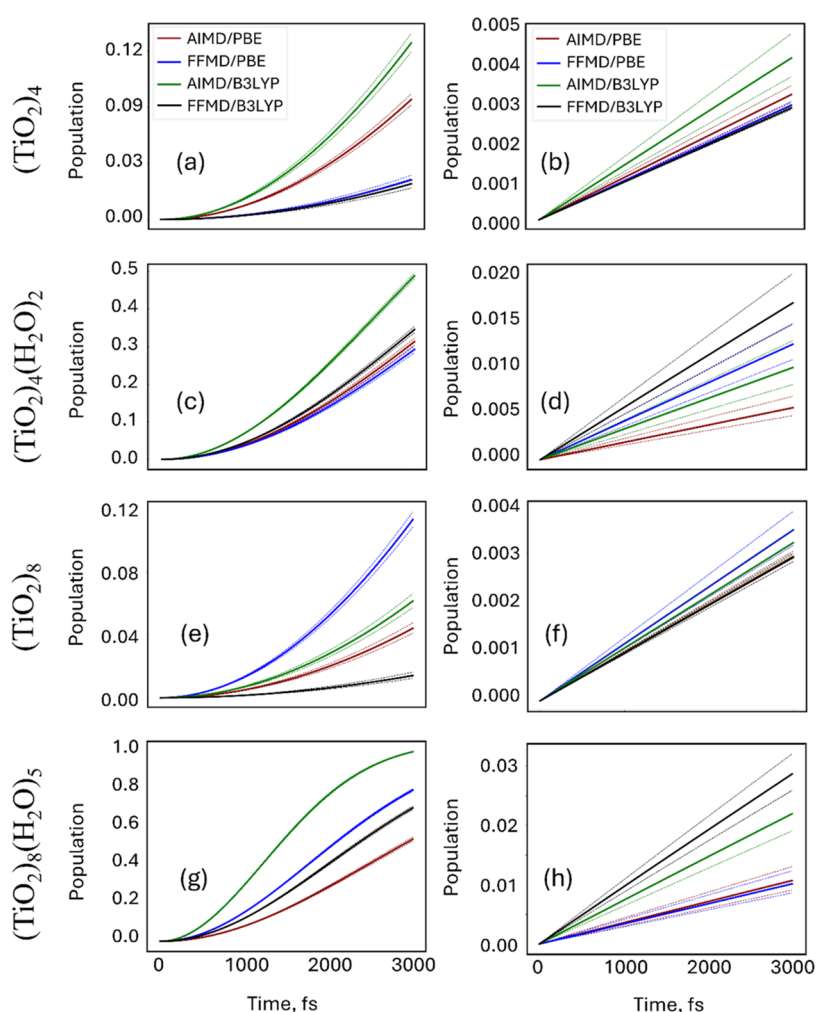 (TiO2)4
Population
0.12
0.09
0.03
0.00
AIMD/PBE
FFMD/PBE
AIMD/B3LYP
FFMD/B3LYP
(a)
Population
0.005
0.004
0.003
0.002
0.001
0.000
AIMD/PBE
FFMD/PBE
AIMD/B3LYP
FFMD/B3LYP
(b)
(TiO2)4(H2O)2
Population
0.5
0.4
0.3
0.2
0.1
0.0
(c)
Population
0.020
0.015
0.010
0.005
0.000
(d)
(TiO2)8
Population
0.12
0.08
0.04
0.00
(e)
Population
0.004
0.003
0.002
0.001
0.000
(f)
(TiO2)8(H2O)5
Population
1.0
0.8
0.6
0.4
0.2
0.0
(g)
0 1000 2000 3000
Time, fs
Population
0.03
0.02
0.01
0.00
(h)
0 1000 2000 3000
Time, fs